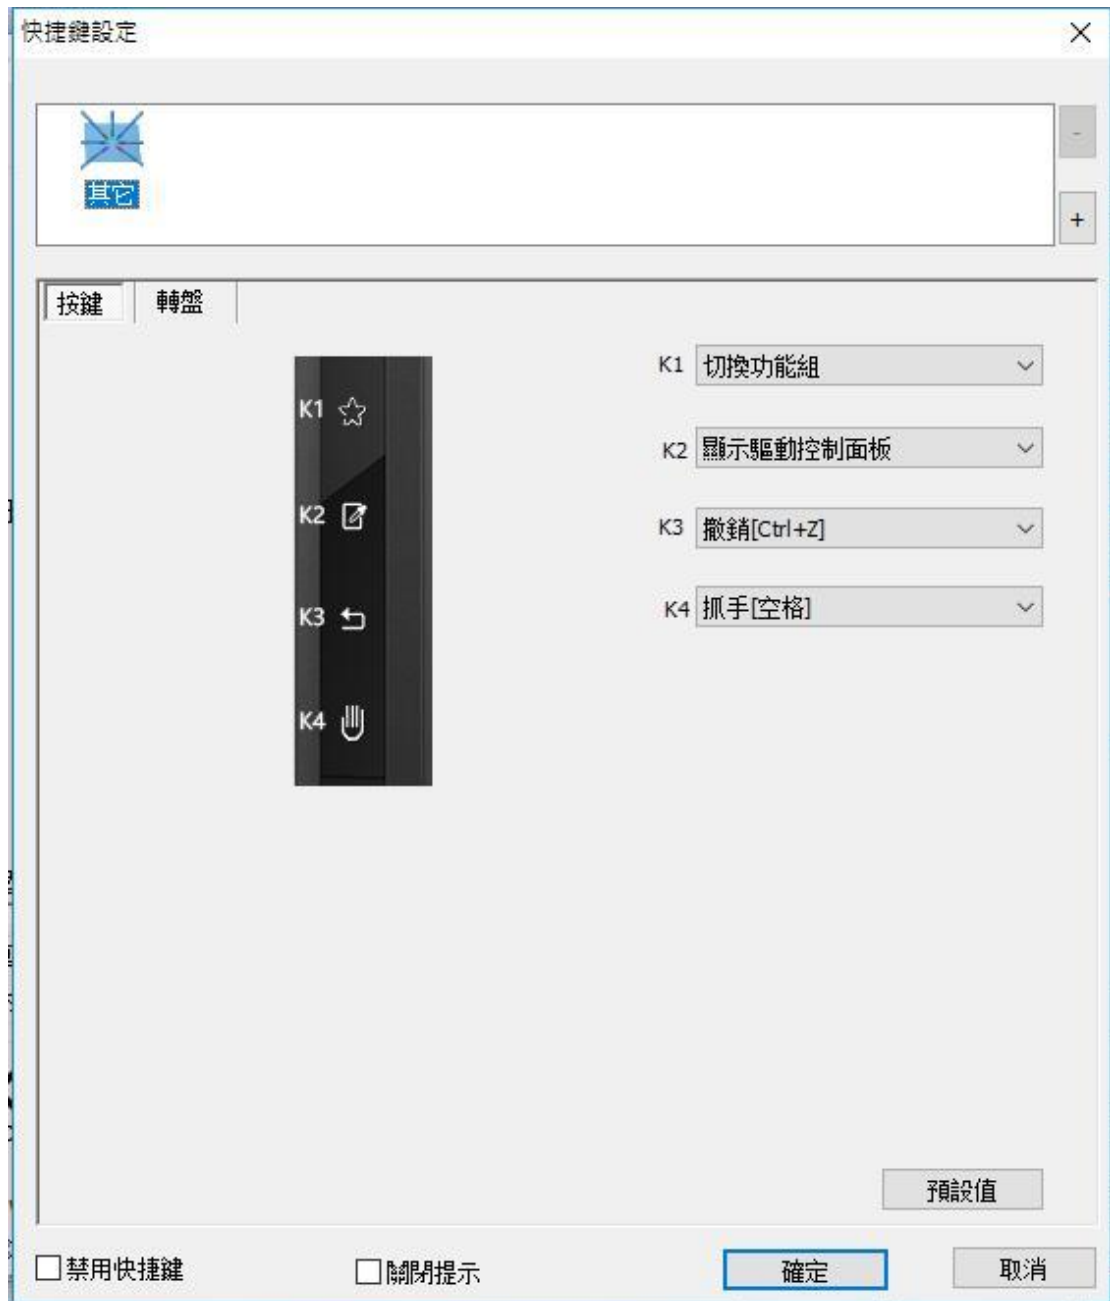 快捷鍵設定
其它
-
+
按鍵
轉盤
K1
K2
K3
K4
K1 切換功能組
K2 顯示驅動控制面板
K3 撤銷[Ctrl+Z]
K4 抓手[空格]
預設值
禁用快捷鍵
關閉提示
確定
取消